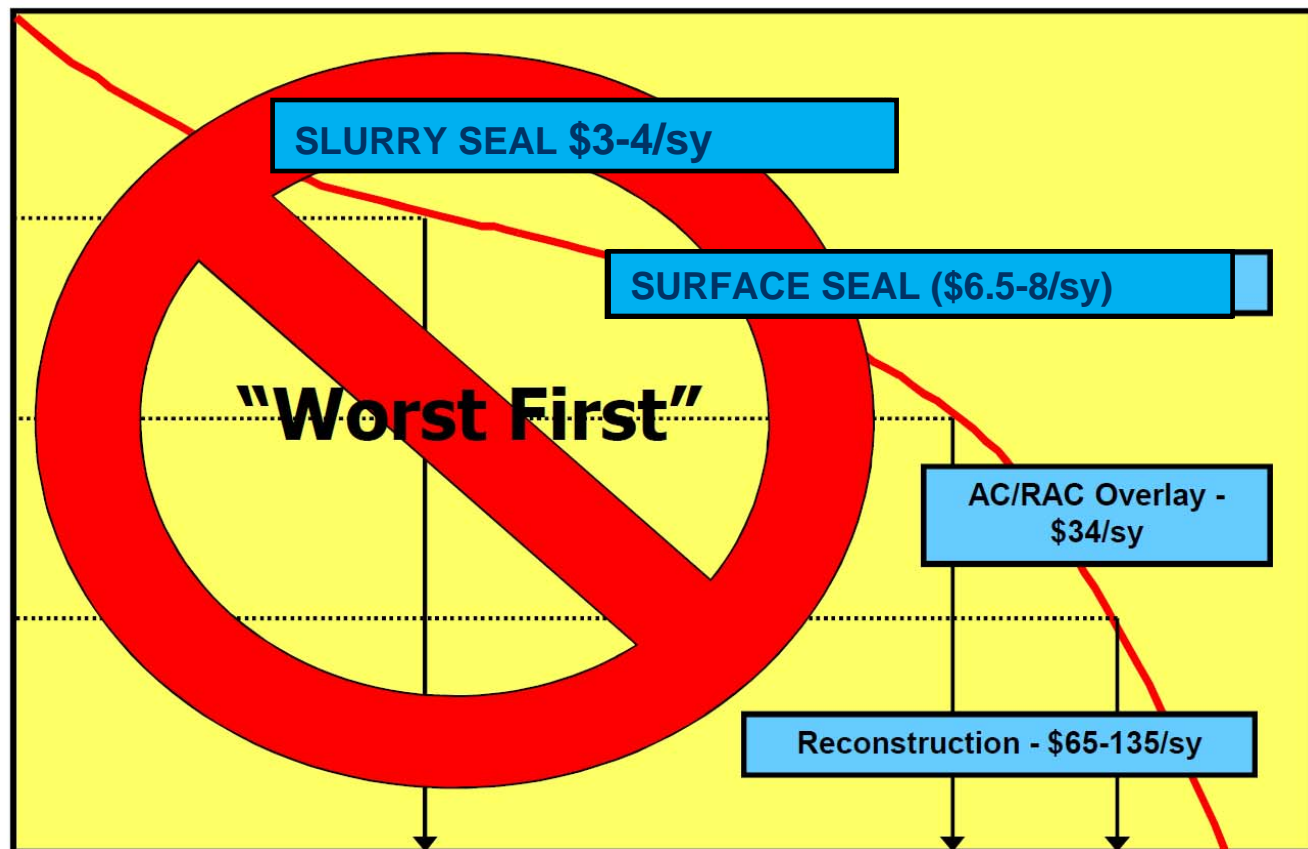 SLURRY SEAL $3-4/sy
SURFACE SEAL ($6.5-8/sy)
“Worst First”
AC/RAC Overlay -
$34/sy
Reconstruction - $65-135/sy